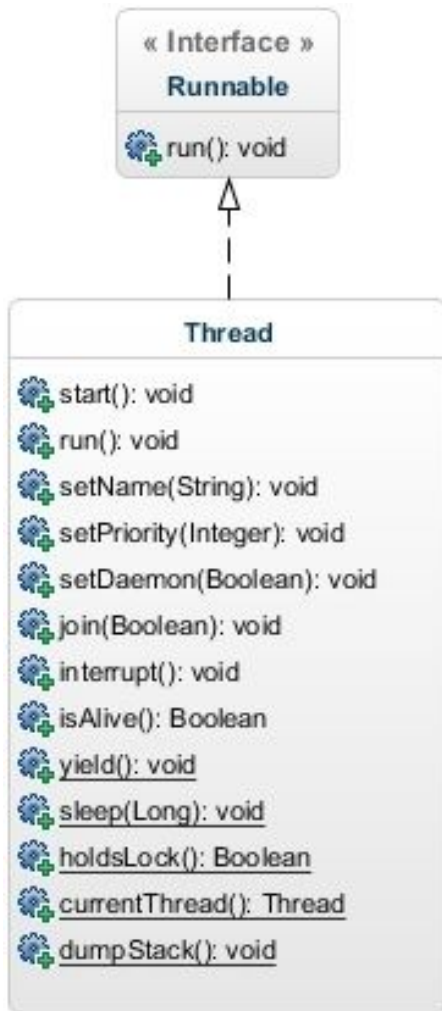 « Interface »
Runnable
run(): void
Thread
start(): void
run(): void
setName(String): void
setPriority(Integer): void
setDaemon(Boolean): void
join(Boolean): void
interrupt(): void
isAlive(): Boolean
yield(): void
sleep(Long): void
holdsLock(): Boolean
currentThread(): Thread
dumpStack(): void